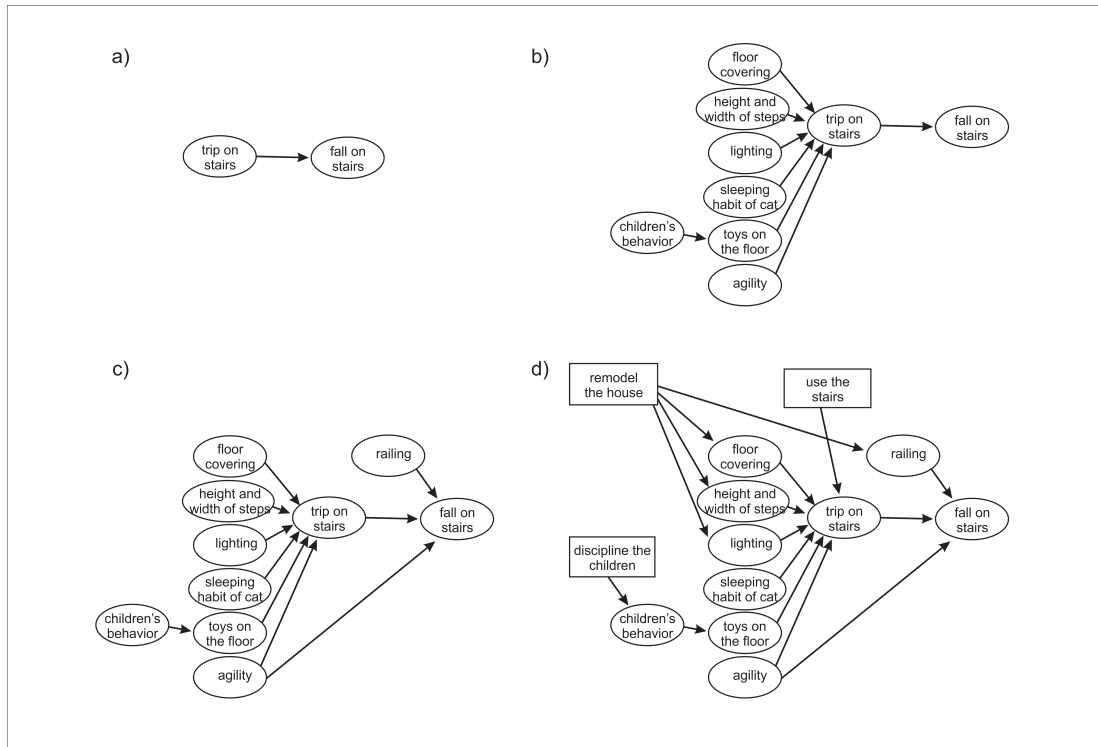 a)
trip on
stairs
fall on
stairs
b)
floor
covering
height and
width of steps
lighting
sleeping
habit of cat
children's
behavior
toys on
the floor
agility
trip on
stairs
fall on
stairs
c)
floor
covering
height and
width of steps
lighting
sleeping
habit of cat
children's
behavior
toys on
the floor
agility
trip on
stairs
railing
fall on
stairs
d)
remodel
the house
use the
stairs
floor
covering
railing
height and
width of steps
trip on
stairs
fall on
stairs
lighting
discipline the
children
sleeping
habit of cat
children's
behavior
toys on
the floor
agility